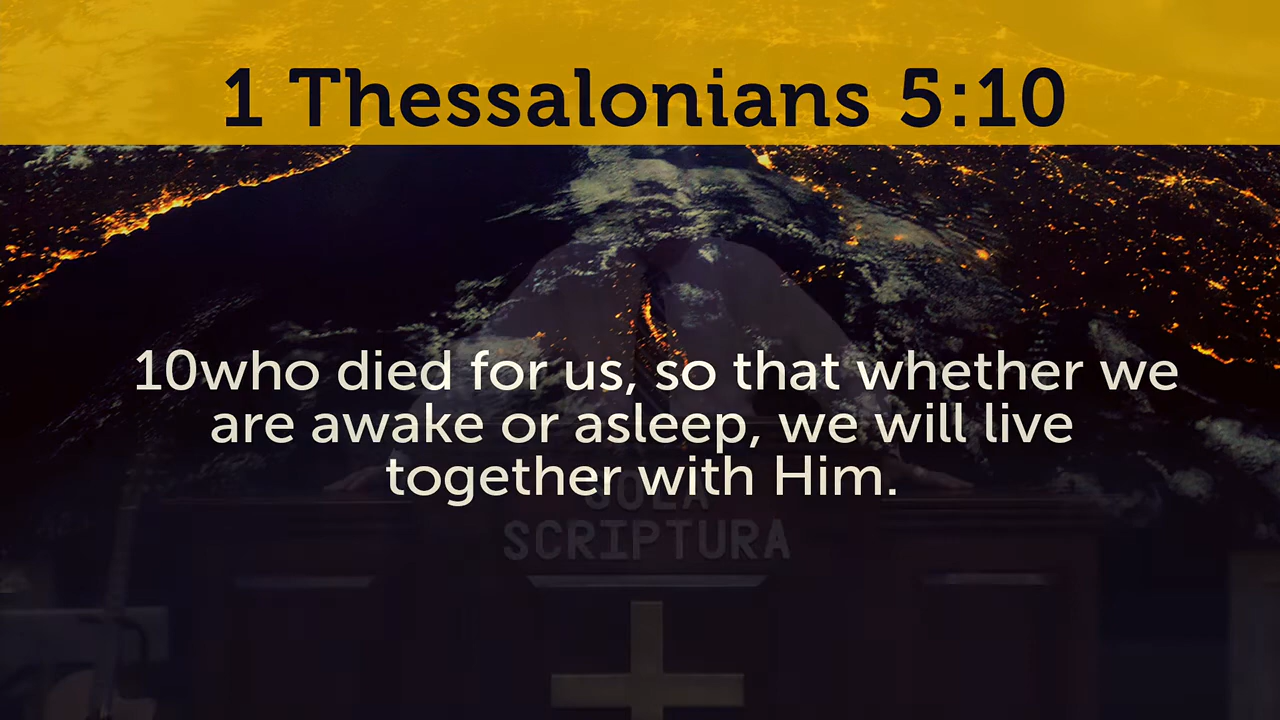 1 Thessalonians 5:10
10who died for us, so that whether we
are awake or asleep, we will live
together with Him.
SOLA
SCRIPTURA